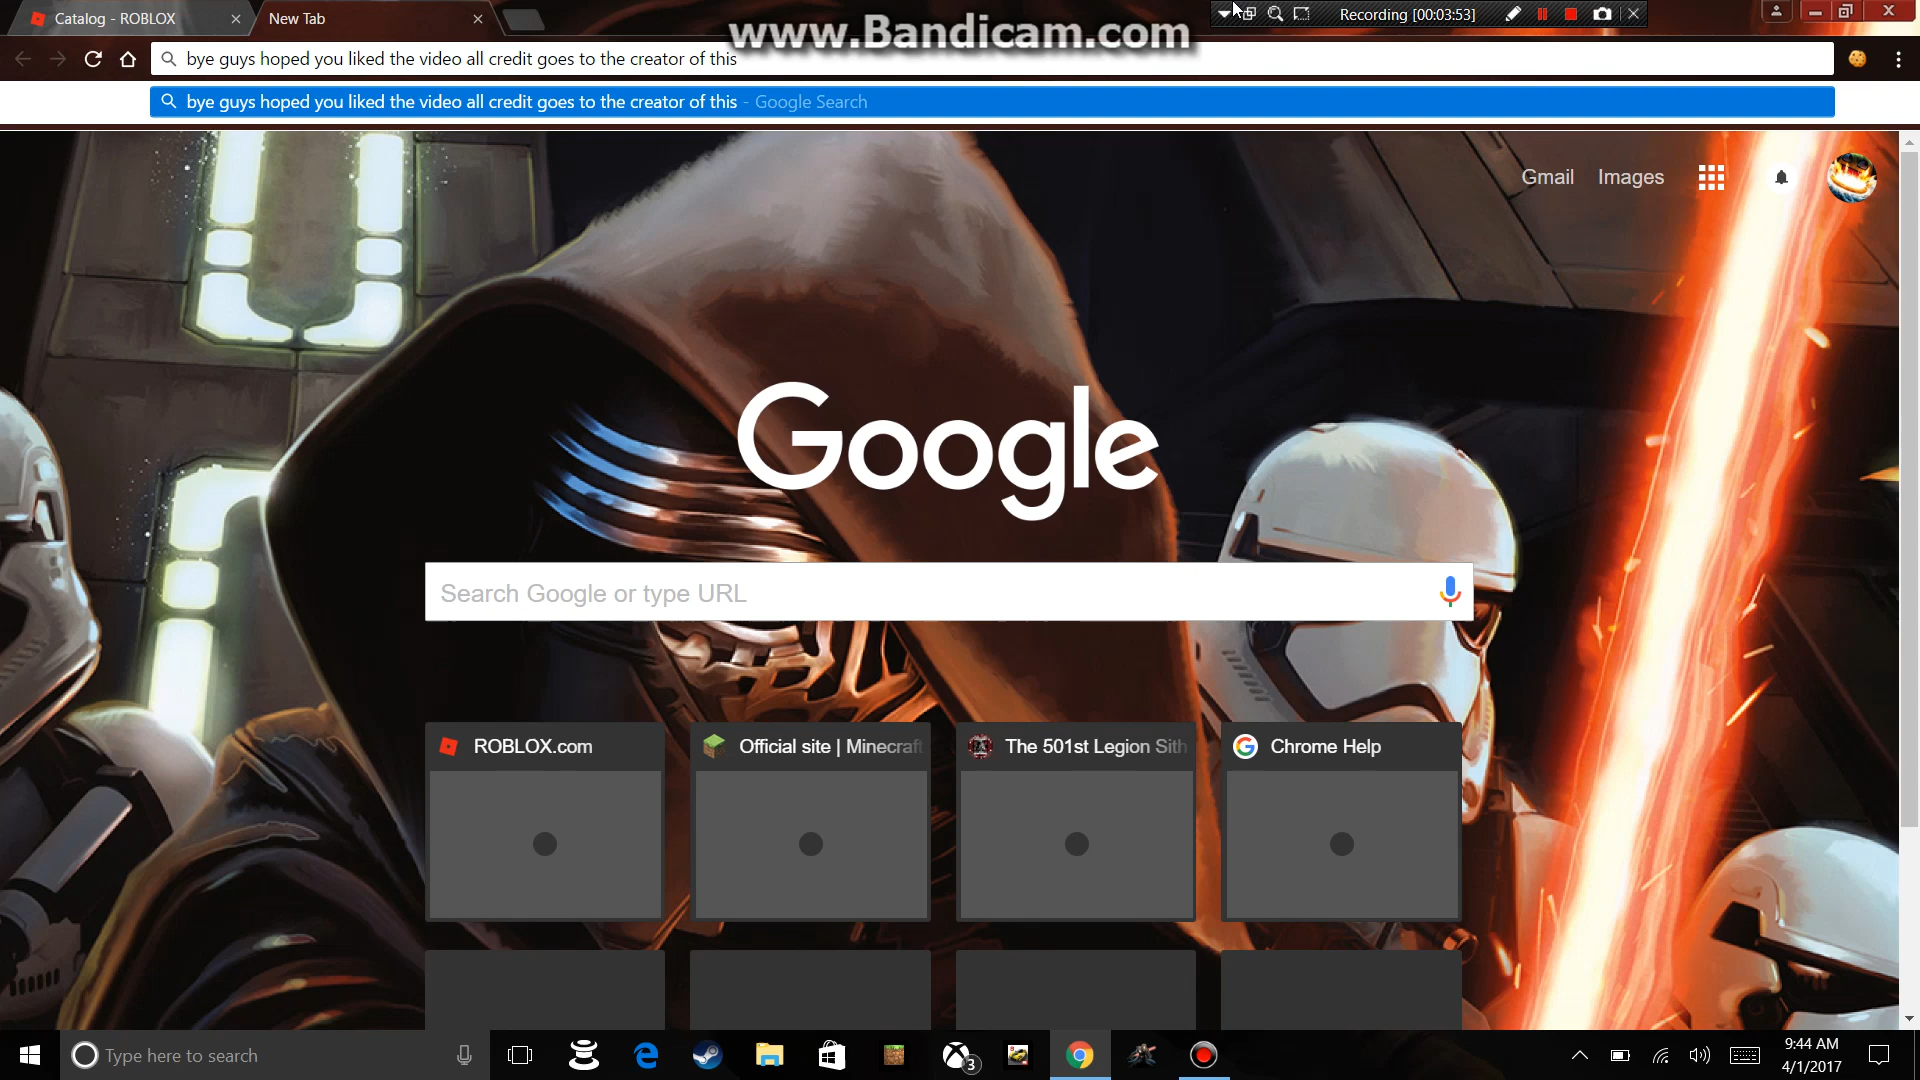 Catalog - ROBLOX
New Tab
www.Bandicam.com
Recording [00:03:53]
bye guys hoped you liked the video all credit goes to the creator of this
bye guys hoped you liked the video all credit goes to the creator of this - Google Search
Gmail Images
Google
Search Google or type URL
ROBLOX.com
Official site | Minecraft
The 501st Legion Sith
Chrome Help
Type here to search
3
9:44 AM
4/1/2017